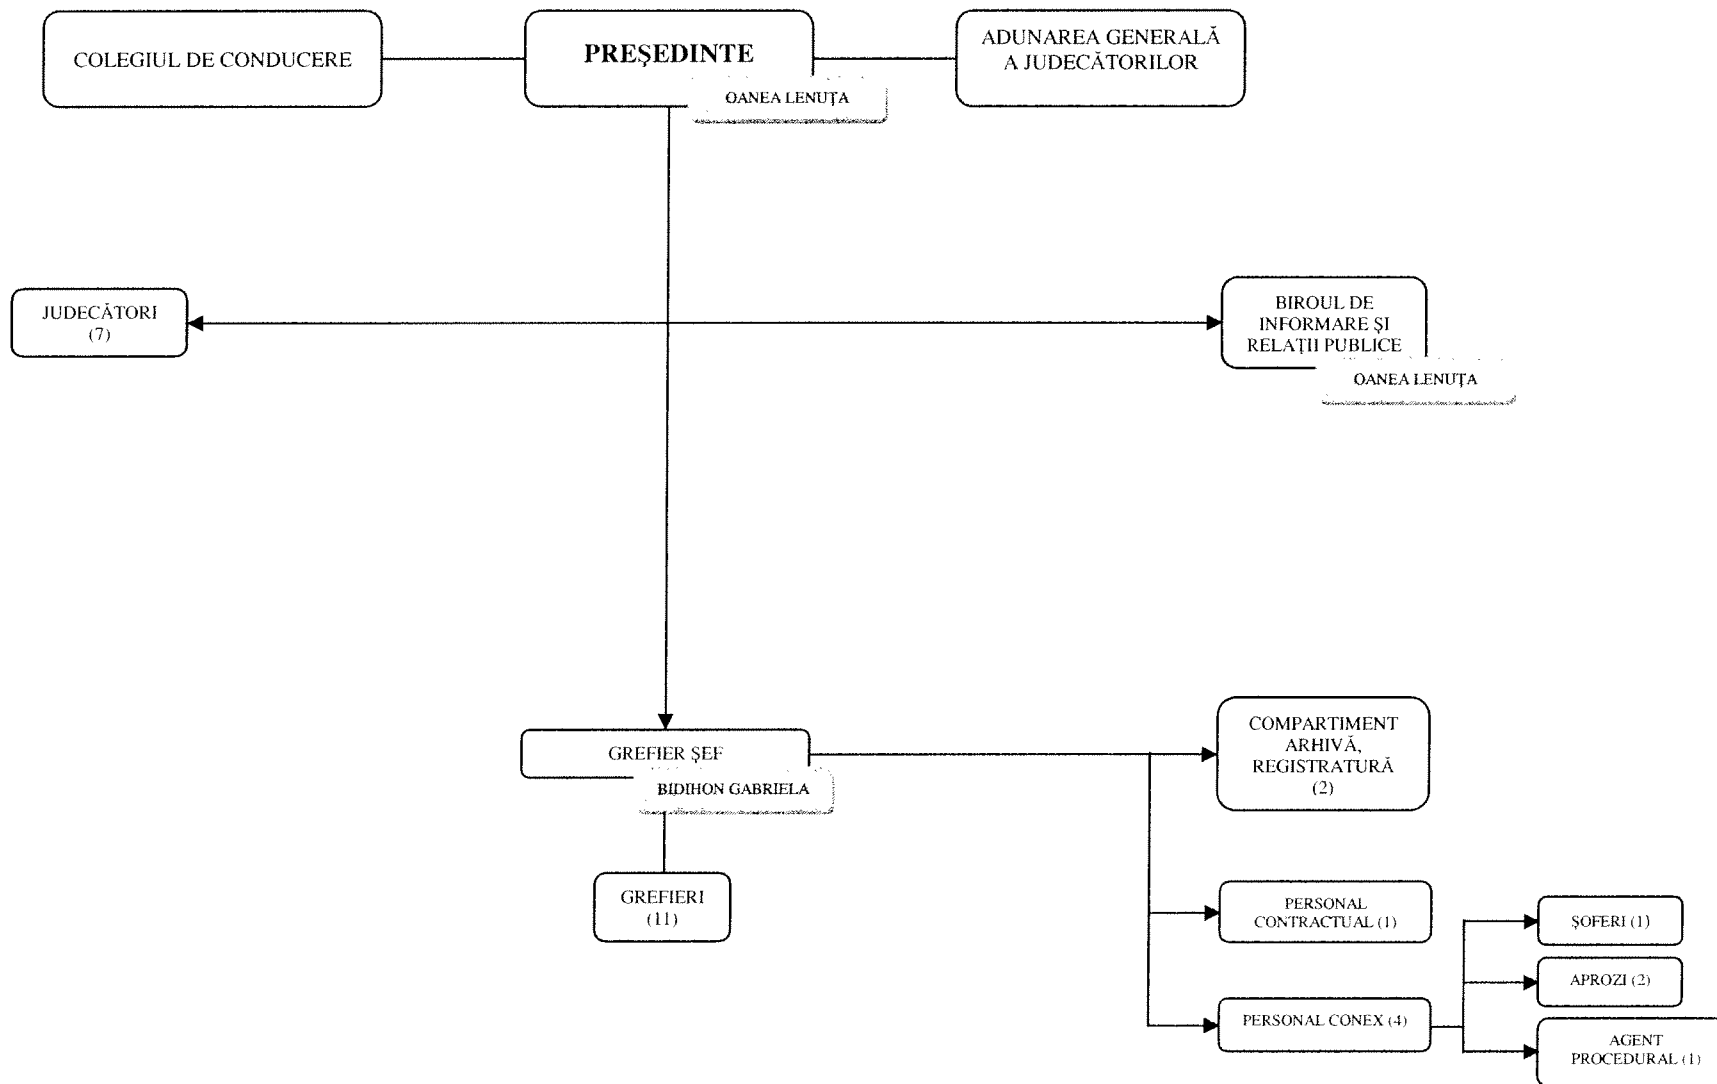 COLEGIUL DE CONDUCERE
PREŞEDINTE
OANEA LENUŢA
ADUNAREA GENERALĂ
A JUDECĂTORILOR
JUDECĂTORI
(7)
BIROUL DE
INFORMARE ŞI
RELAŢII PUBLICE
OANEA LENUŢA
GREFIER ŞEF
BIDIHON GABRIELA
GREFIERI
(11)
COMPARTIMENT
ARHIVĂ,
REGISTRATURĂ
(2)
PERSONAL
CONTRACTUAL (1)
PERSONAL CONEX (4)
ŞOFERI (1)
APROZI (2)
AGENT
PROCEDURAL (1)